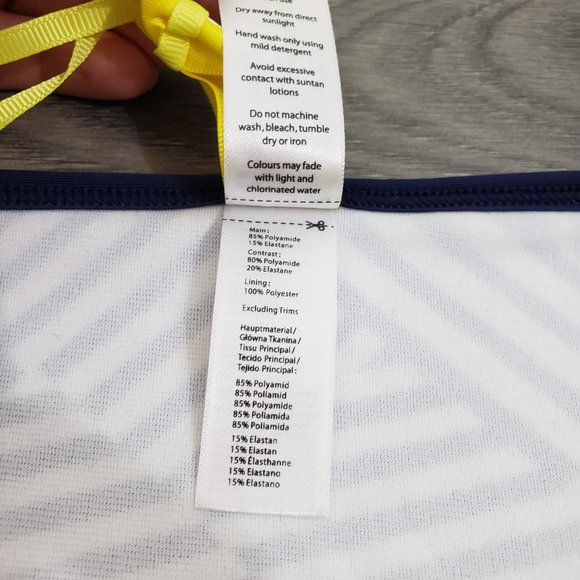 use
Dry away from direct
sunlight
Hand wash only using
mild detergent
Avoid excessive
contact with suntan
lotions
Do not machine
wash, bleach, tumble
dry or iron
Colours may fade
with light and
chlorinated water
Main:
85% Polyamide
15% Elastane
Contrast:
80% Polyamide
20% Elastane
Lining:
100% Polyester
Excluding Trims
Hauptmaterial/
Główna Tkanina/
Tissu Principal/
Tecido Principal/
Tejido Principal:
85% Polyamid
85% Poliamid
85% Polyamide
85% Poliamida
85% Poliamida
15% Elastan
15% Elastan
15% Élasthanne
15% Elastano
15% Elastano